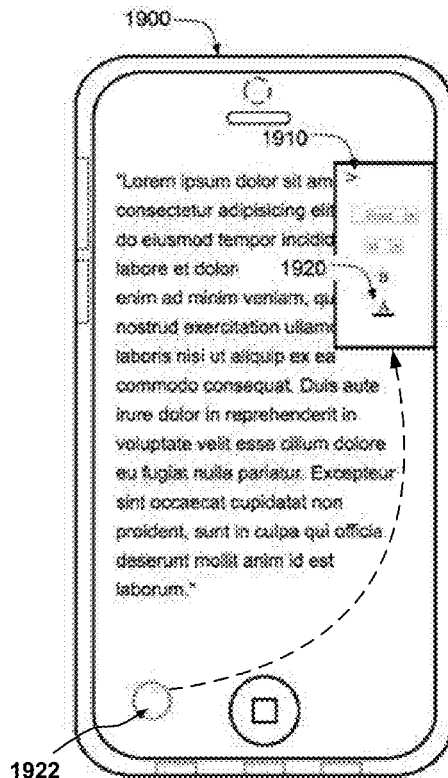 1900
1910
"Lorem ipsum dolor sit am
consectetur adipisicing elit
do eiusmod tempor incidid
labore et dolor 1920
enim ad minim veniam, qu
nostrud exercitation ullamc
laboris nisi ut aliquip ex ea
commodo consequat. Duis aute
irure dolor in reprehenderit in
voluptate velit esse cillum dolore
eu fugiat nulla pariatur. Excepteur
sint occaecat cupidatat non
proident, sunt in culpa qui officia
deserunt mollit anim id est
laborum."
1922